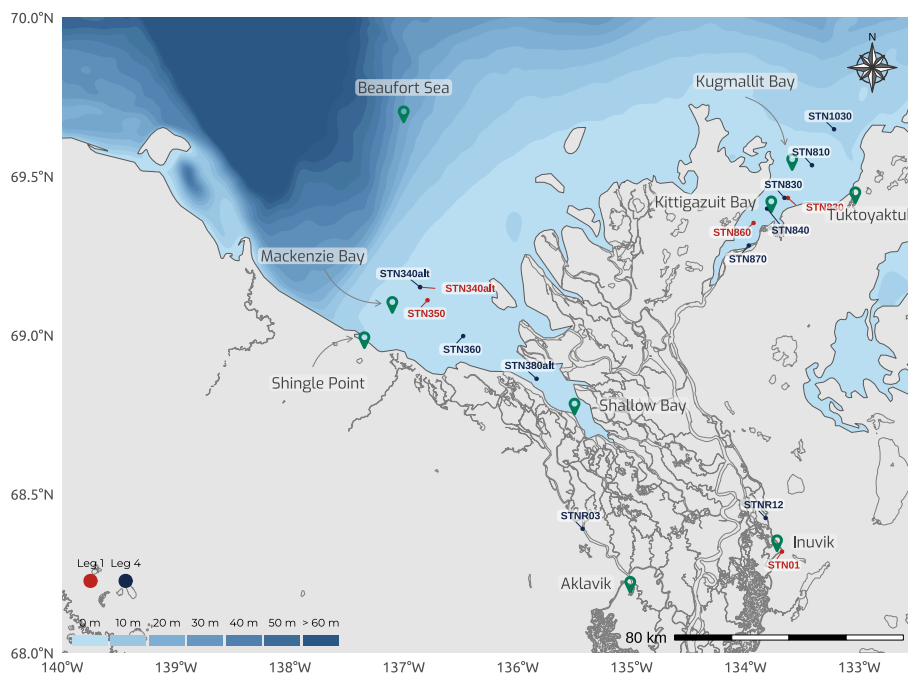 70.0°N
N
Kugmallit Bay
Beaufort Sea
STN1030
STN810
69.5°N
STN830
Kittigazuit Bay
STN830
Tuktoyaktuk
STN860
STN840
STN870
Mackenzie Bay
STN340alt
STN340alt
STN350
69.0°N
STN360
STN380alt
Shingle Point
Shallow Bay
68.5°N
STNR12
STNR03
Inuvik
STN01
Leg 1
Leg 4
Aklavik
0 m
10 m
20 m
30 m
40 m
50 m
> 60 m
80 km
68.0°N
140°W
139°W
138°W
137°W
136°W
135°W
134°W
133°W